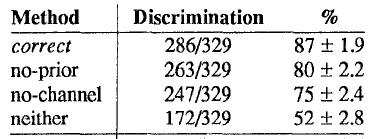 Method Discrimination %
correct 286/329 87 ± 1.9
no-prior 263/329 80 ± 2.2
no-channel 247/329 75 ± 2.4
neither 172/329 52 ± 2.8